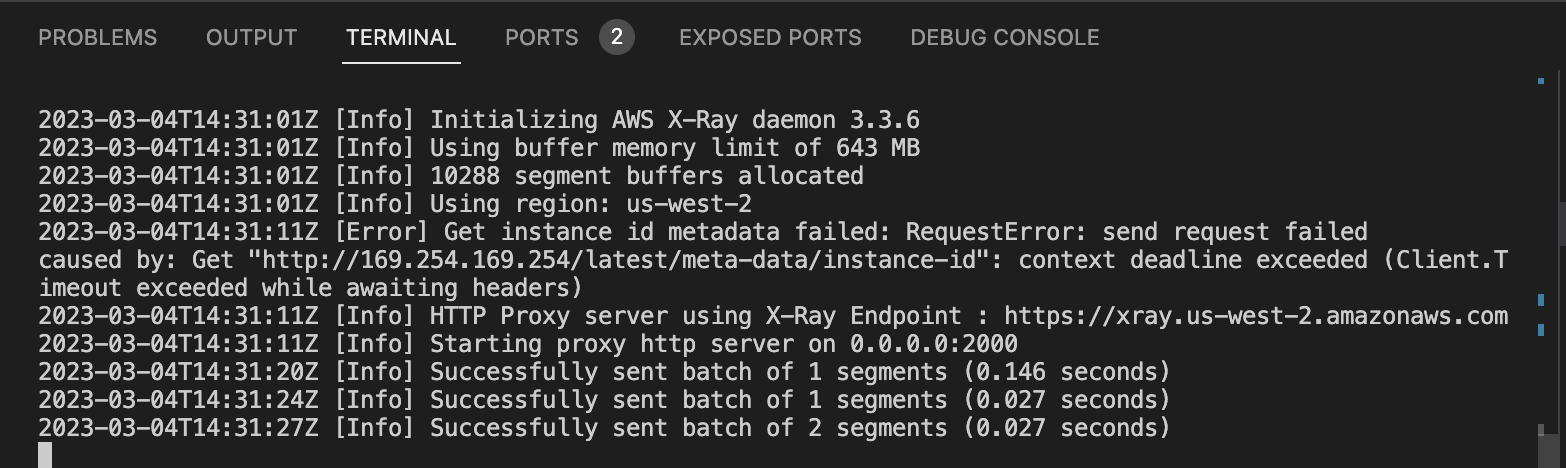 PROBLEMS OUTPUT TERMINAL PORTS 2 EXPOSED PORTS DEBUG CONSOLE
2023-03-04T14:31:01Z [Info] Initializing AWS X-Ray daemon 3.3.6
2023-03-04T14:31:01Z [Info] Using buffer memory limit of 643 MB
2023-03-04T14:31:01Z [Info] 10288 segment buffers allocated
2023-03-04T14:31:01Z [Info] Using region: us-west-2
2023-03-04T14:31:11Z [Error] Get instance id metadata failed: RequestError: send request failed
caused by: Get "http://169.254.169.254/latest/meta-data/instance-id": context deadline exceeded (Client.T
imeout exceeded while awaiting headers)
2023-03-04T14:31:11Z [Info] HTTP Proxy server using X-Ray Endpoint : https://xray.us-west-2.amazonaws.com
2023-03-04T14:31:11Z [Info] Starting proxy http server on 0.0.0.0:2000
2023-03-04T14:31:20Z [Info] Successfully sent batch of 1 segments (0.146 seconds)
2023-03-04T14:31:24Z [Info] Successfully sent batch of 1 segments (0.027 seconds)
2023-03-04T14:31:27Z [Info] Successfully sent batch of 2 segments (0.027 seconds)